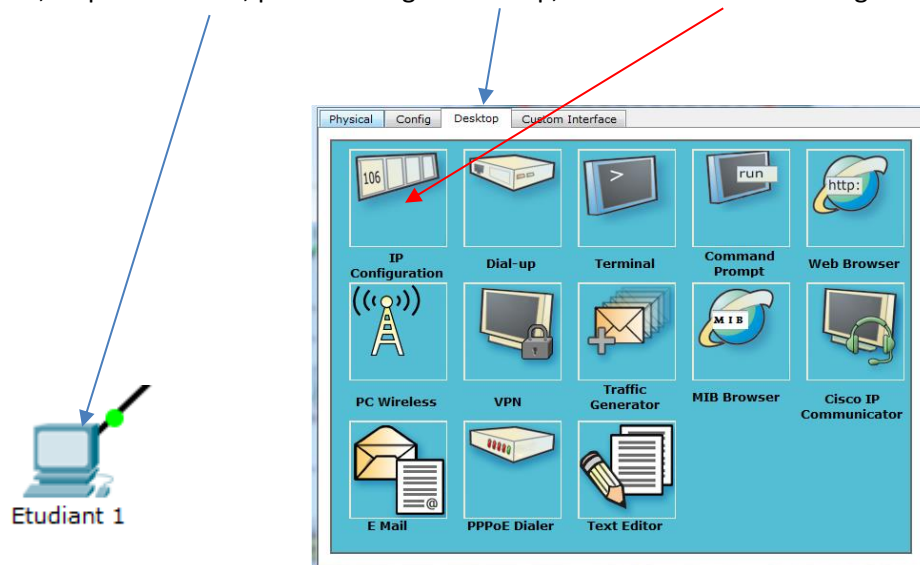 Physical Config Desktop Custom Interface
106
>
run
http:
IP Configuration
Dial-up
Terminal
Command Prompt
Web Browser
MIB
PC Wireless
VPN
Traffic Generator
MIB Browser
Cisco IP Communicator
@
E Mail
PPPoE Dialer
Text Editor
Etudiant 1